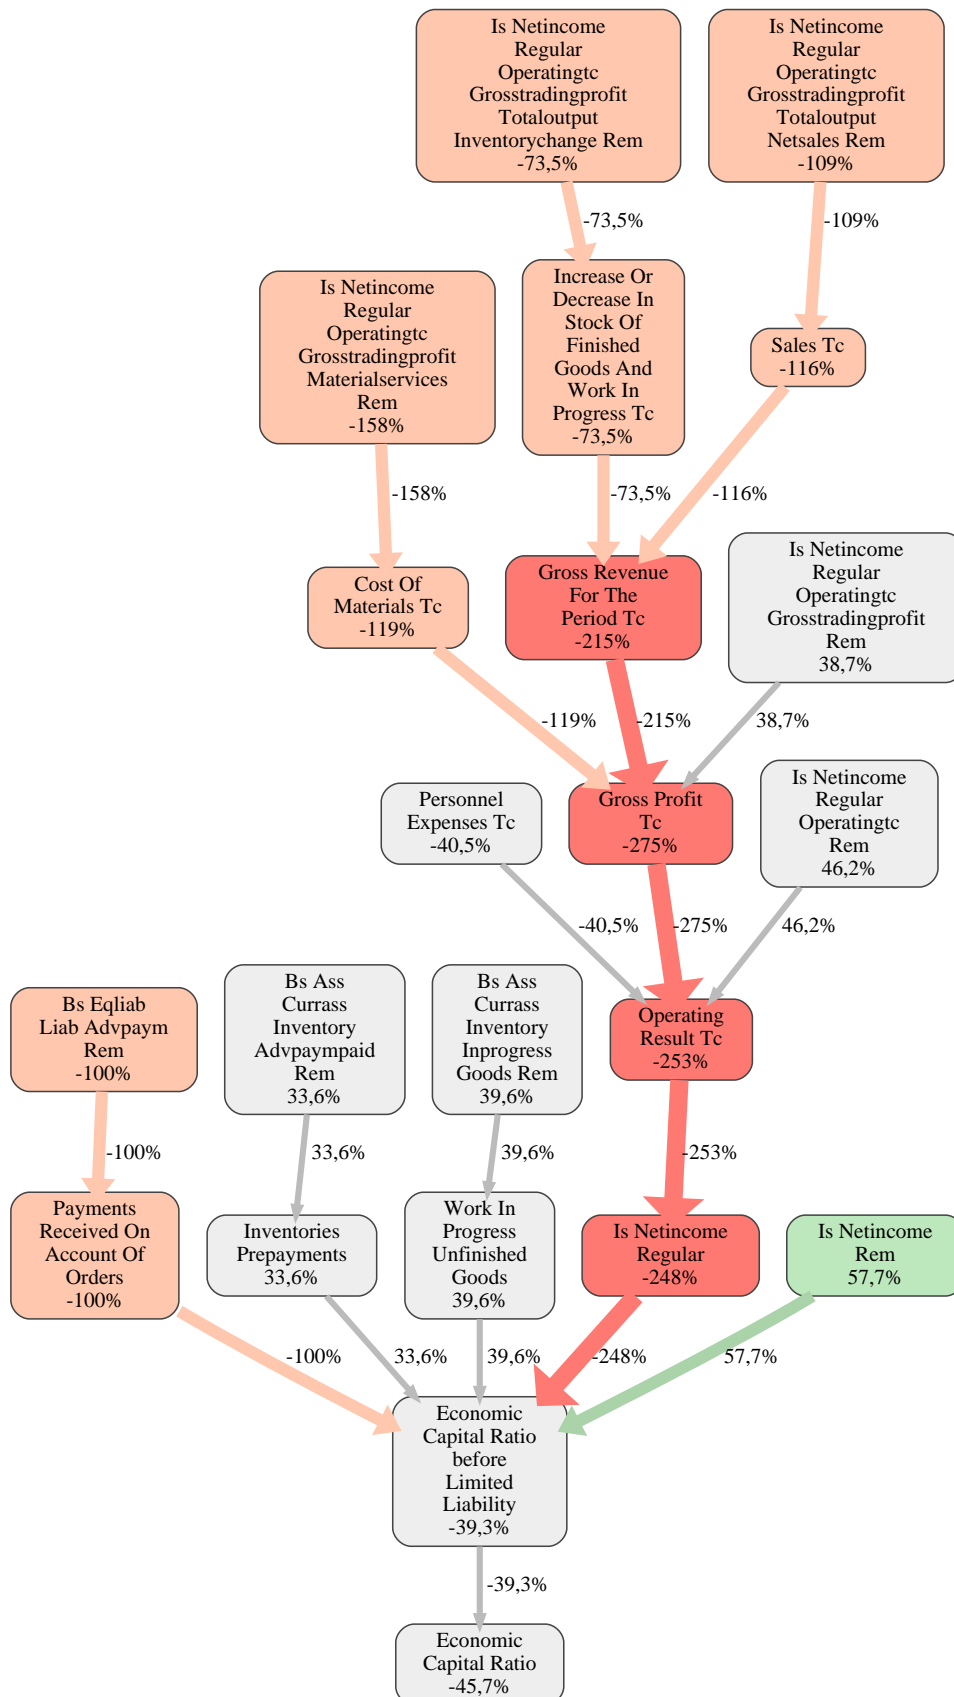 Is Netincome
Regular
Operatingtc
Grosstradingprofit
Totaloutput
Inventorychange Rem
-73,5%
Is Netincome
Regular
Operatingtc
Grosstradingprofit
Totaloutput
Netsales Rem
-109%
-73,5%
-109%
Is Netincome
Regular
Operatingtc
Grosstradingprofit
Materialservices
Rem
-158%
Increase Or
Decrease In
Stock Of
Finished
Goods And
Work In
Progress Tc
-73,5%
Sales Tc
-116%
-158%
-73,5%
-116%
Cost Of
Materials Tc
-119%
Gross Revenue
For The
Period Tc
-215%
Is Netincome
Regular
Operatingtc
Grosstradingprofit
Rem
38,7%
-119%
-215%
38,7%
Personnel
Expenses Tc
-40,5%
Gross Profit
Tc
-275%
Is Netincome
Regular
Operatingtc
Rem
46,2%
-40,5%
-275%
46,2%
Bs Eqliab
Liab Advpaym
Rem
-100%
Bs Ass
Currass
Inventory
Advpaympaid
Rem
33,6%
Bs Ass
Currass
Inventory
Inprogress
Goods Rem
39,6%
Operating
Result Tc
-253%
-100%
33,6%
39,6%
-253%
Payments
Received On
Account Of
Orders
-100%
Inventories
Prepayments
33,6%
Work In
Progress
Unfinished
Goods
39,6%
Is Netincome
Regular
-248%
Is Netincome
Rem
57,7%
-100%
33,6%
39,6%
-248%
57,7%
Economic
Capital Ratio
before
Limited
Liability
-39,3%
-39,3%
Economic
Capital Ratio
-45,7%